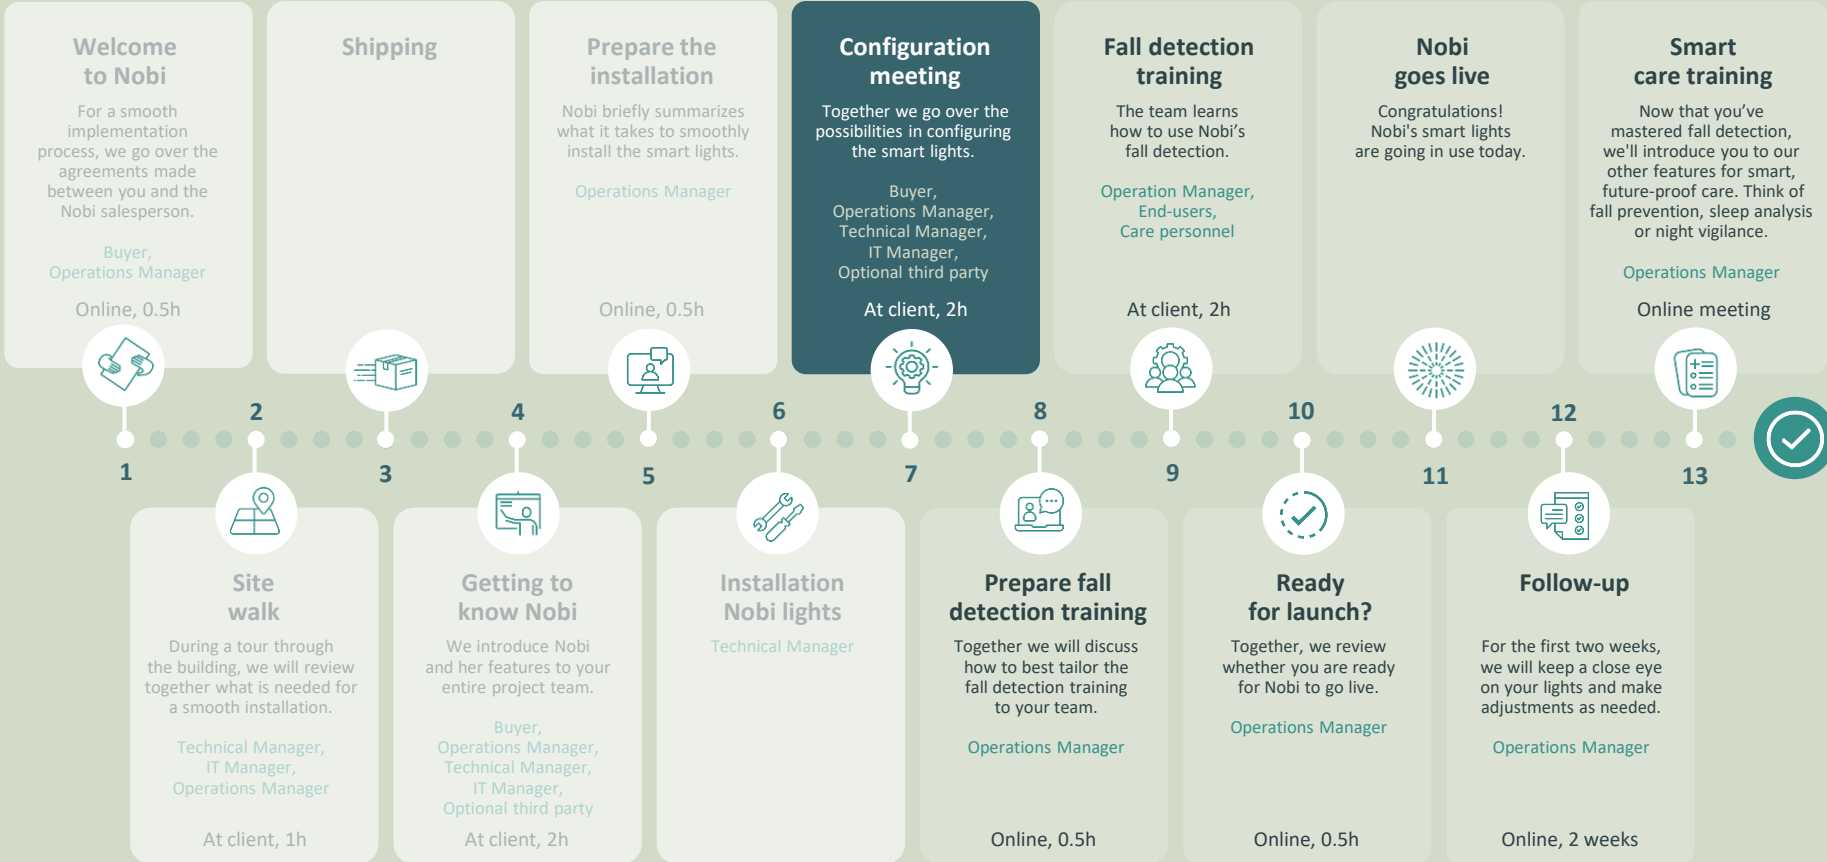 Welcome
to Nobi
For a smooth
implementation
process, we go over the
agreements made
between you and the
Nobi salesperson.
Buyer,
Operations Manager
Online, 0.5h
Shipping
Prepare the
installation
Nobi briefly summarizes
what it takes to smoothly
install the smart lights.
Operations Manager
Online, 0.5h
Configuration
meeting
Together we go over the
possibilities in configuring
the smart lights.
Buyer,
Operations Manager,
Technical Manager,
IT Manager,
Optional third party
At client, 2h
Fall detection
training
The team learns
how to use Nobi’s
fall detection.
Operation Manager,
End-users,
Care personnel
At client, 2h
Nobi
goes live
Congratulations!
Nobi's smart lights
are going in use today.
Smart
care training
Now that you’ve
mastered fall detection,
we'll introduce you to our
other features for smart,
future-proof care. Think of
fall prevention, sleep analysis
or night vigilance.
Operations Manager
Online meeting
1
2
3
4
5
6
7
8
9
10
11
12
13
Site
walk
During a tour through
the building, we will review
together what is needed for
a smooth installation.
Technical Manager,
IT Manager,
Operations Manager
At client, 1h
Getting to
know Nobi
We introduce Nobi
and her features to your
entire project team.
Buyer,
Operations Manager,
Technical Manager,
IT Manager,
Optional third party
At client, 2h
Installation
Nobi lights
Technical Manager
Prepare fall
detection training
Together we will discuss
how to best tailor the
fall detection training
to your team.
Operations Manager
Online, 0.5h
Ready
for launch?
Together, we review
whether you are ready
for Nobi to go live.
Operations Manager
Online, 0.5h
Follow-up
For the first two weeks,
we will keep a close eye
on your lights and make
adjustments as needed.
Operations Manager
Online, 2 weeks